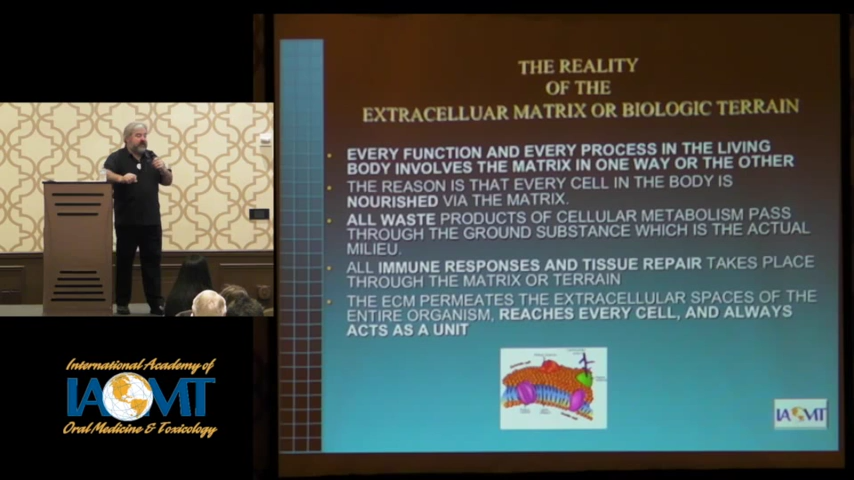 THE REALITY
OF THE
EXTRACELLUAR MATRIX OR BIOLOGIC TERRAIN
• EVERY FUNCTION AND EVERY PROCESS IN THE LIVING
BODY INVOLVES THE MATRIX IN ONE WAY OR THE OTHER
• THE REASON IS THAT EVERY CELL IN THE BODY IS
NOURISHED VIA THE MATRIX.
• ALL WASTE PRODUCTS OF CELLULAR METABOLISM PASS
THROUGH THE GROUND SUBSTANCE WHICH IS THE ACTUAL
MILIEU.
• ALL IMMUNE RESPONSES AND TISSUE REPAIR TAKES PLACE
THROUGH THE MATRIX OR TERRAIN
• THE ECM PERMEATES THE EXTRACELLULAR SPACES OF THE
ENTIRE ORGANISM, REACHES EVERY CELL, AND ALWAYS
ACTS AS A UNIT
IAOMT
International Academy of
IAOMT
Oral Medicine & Toxicology